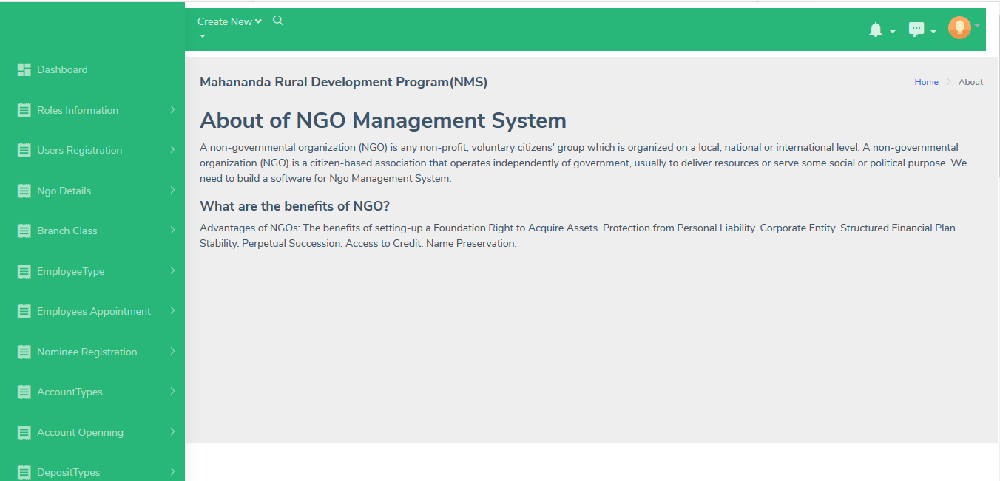 Create New
Dashboard
Roles Information
Users Registration
Ngo Details
Branch Class
EmployeeType
Employees Appointment
Nominee Registration
AccountTypes
Account Openning
DepositTypes
Mahananda Rural Development Program(NMS)
Home > About
About of NGO Management System
A non-governmental organization (NGO) is any non-profit, voluntary citizens' group which is organized on a local, national or international level. A non-governmental
organization (NGO) is a citizen-based association that operates independently of government, usually to deliver resources or serve some social or political purpose. We
need to build a software for Ngo Management System.
What are the benefits of NGO?
Advantages of NGOs: The benefits of setting-up a Foundation Right to Acquire Assets. Protection from Personal Liability. Corporate Entity. Structured Financial Plan.
Stability. Perpetual Succession. Access to Credit. Name Preservation.